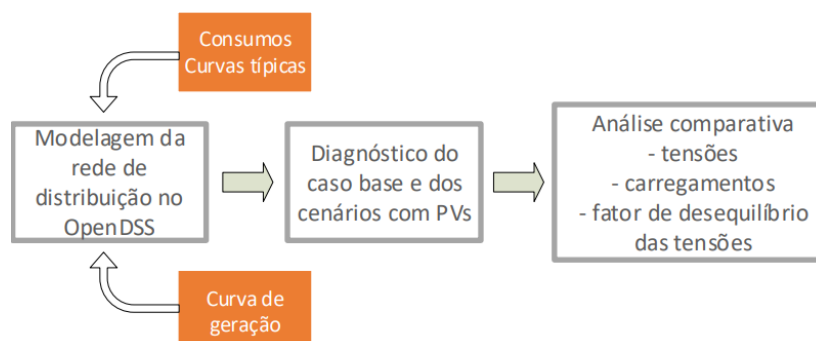 Consumos
Curvas típicas
Modelagem da
rede de
distribuição no
OpenDSS
Diagnóstico do
caso base e dos
cenários com PVs
Análise comparativa
- tensões
- carregamentos
- fator de desequilíbrio
das tensões
Curva de
geração